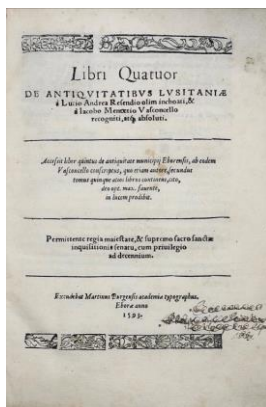 Libri Quatuor
DE ANTIQVITATIBVS LVSITANIÆ
à Lucio Andrea Resendio olim inchoati, &
à Iacobo Menœtio Vasconcello
recogniti, atq; absoluti.
Accessit liber quintus de antiquitate municipij Eborensis, ab eodem
Vasconcello conscriptus, quo etiam autore, secundus
tomus quinque alios libros continens, cito,
deo opt. max. fauente,
in lucem prodibit.
Permittente regia maiestate, & supremo sacro sanctæ
inquisitionis senatu, cum priuilegio
ad decennium.
Excudebat Martinus Burgensis academiæ typographus,
Eboræ anno
1593.